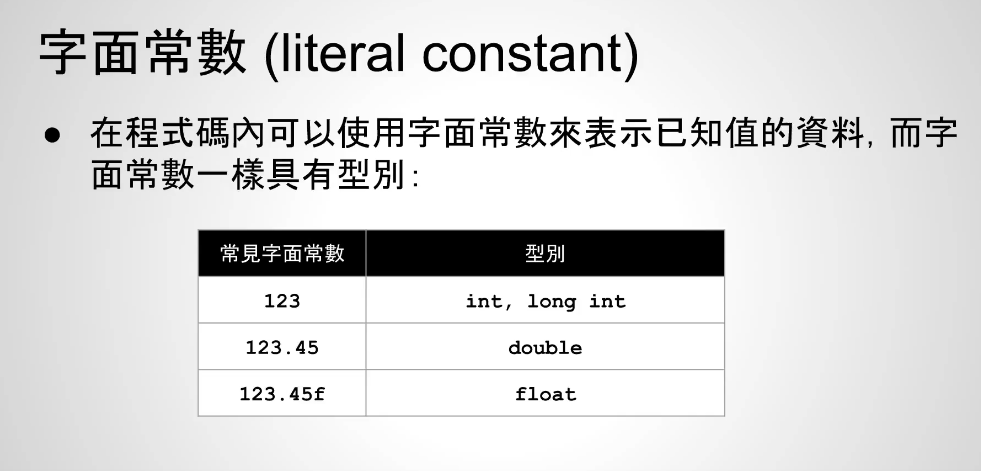 字面常數 (literal constant)
● 在程式碼內可以使用字面常數來表示已知值的資料，而字
面常數一樣具有型別：
常見字面常數 型別
123 int, long int
123.45 double
123.45f float